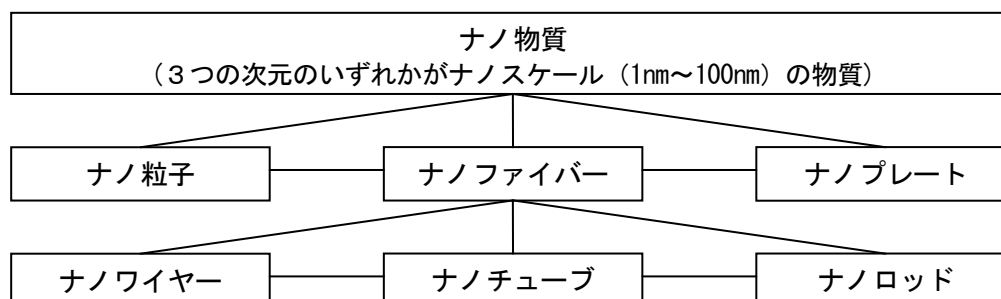 ナノ物質
(3つの次元のいずれかがナノスケール(1nm~100nm)の物質)
ナノ粒子
ナノファイバー
ナノプレート
ナノワイヤー
ナノチューブ
ナノロッド